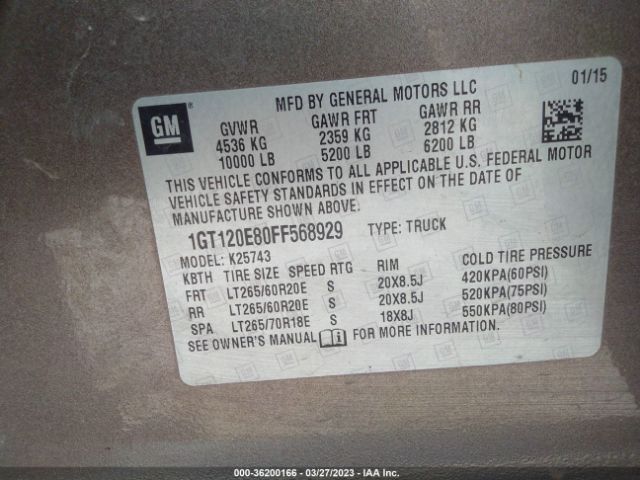 MFD BY GENERAL MOTORS LLC 01/15
GM ®
GVWR GAWR FRT GAWR RR
4536 KG 2359 KG 2812 KG
10000 LB 5200 LB 6200 LB
THIS VEHICLE CONFORMS TO ALL APPLICABLE U.S. FEDERAL MOTOR
VEHICLE SAFETY STANDARDS IN EFFECT ON THE DATE OF
MANUFACTURE SHOWN ABOVE.
1GT120E80FF568929 TYPE: TRUCK
MODEL: K25743
KBTH TIRE SIZE SPEED RTG RIM COLD TIRE PRESSURE
FRT LT265/60R20E S 20X8.5J 420KPA(60PSI)
RR LT265/60R20E S 20X8.5J 520KPA(75PSI)
SPA LT265/70R18E S 18X8J 550KPA(80PSI)
SEE OWNER'S MANUAL FOR MORE INFORMATION.
000-36200166 - 03/27/2023 - IAA Inc.